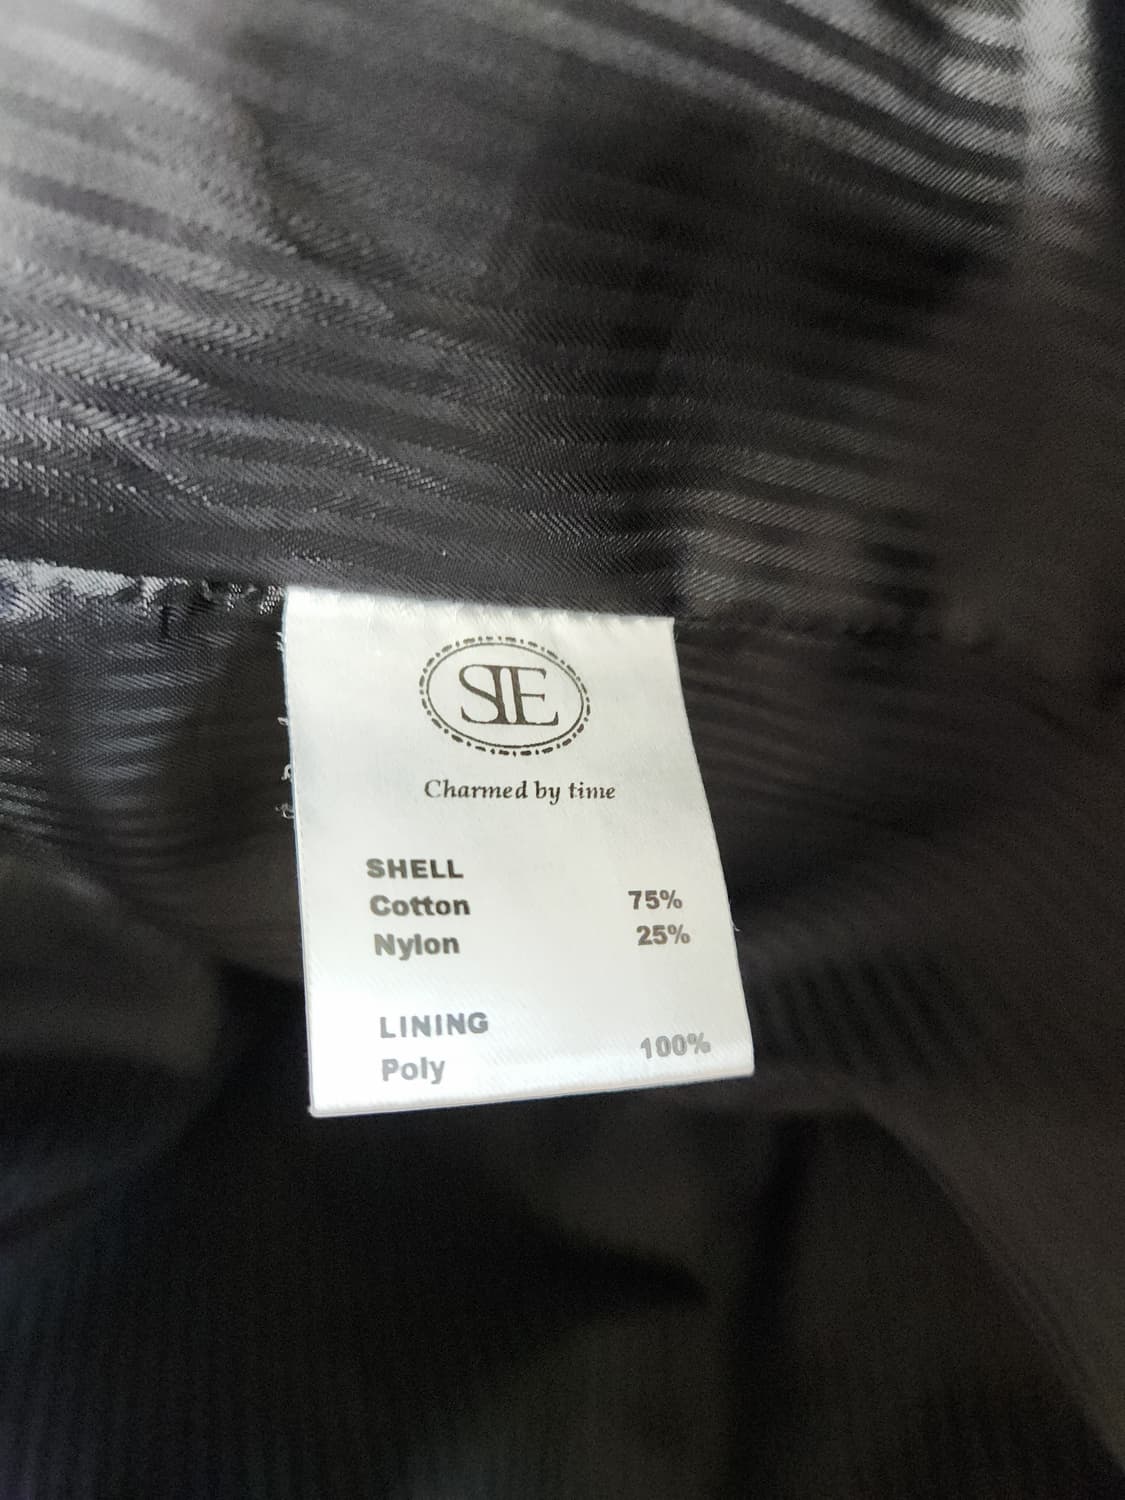 SIE
Charmed by time
SHELL
Cotton 75%
Nylon 25%
LINING
Poly 100%